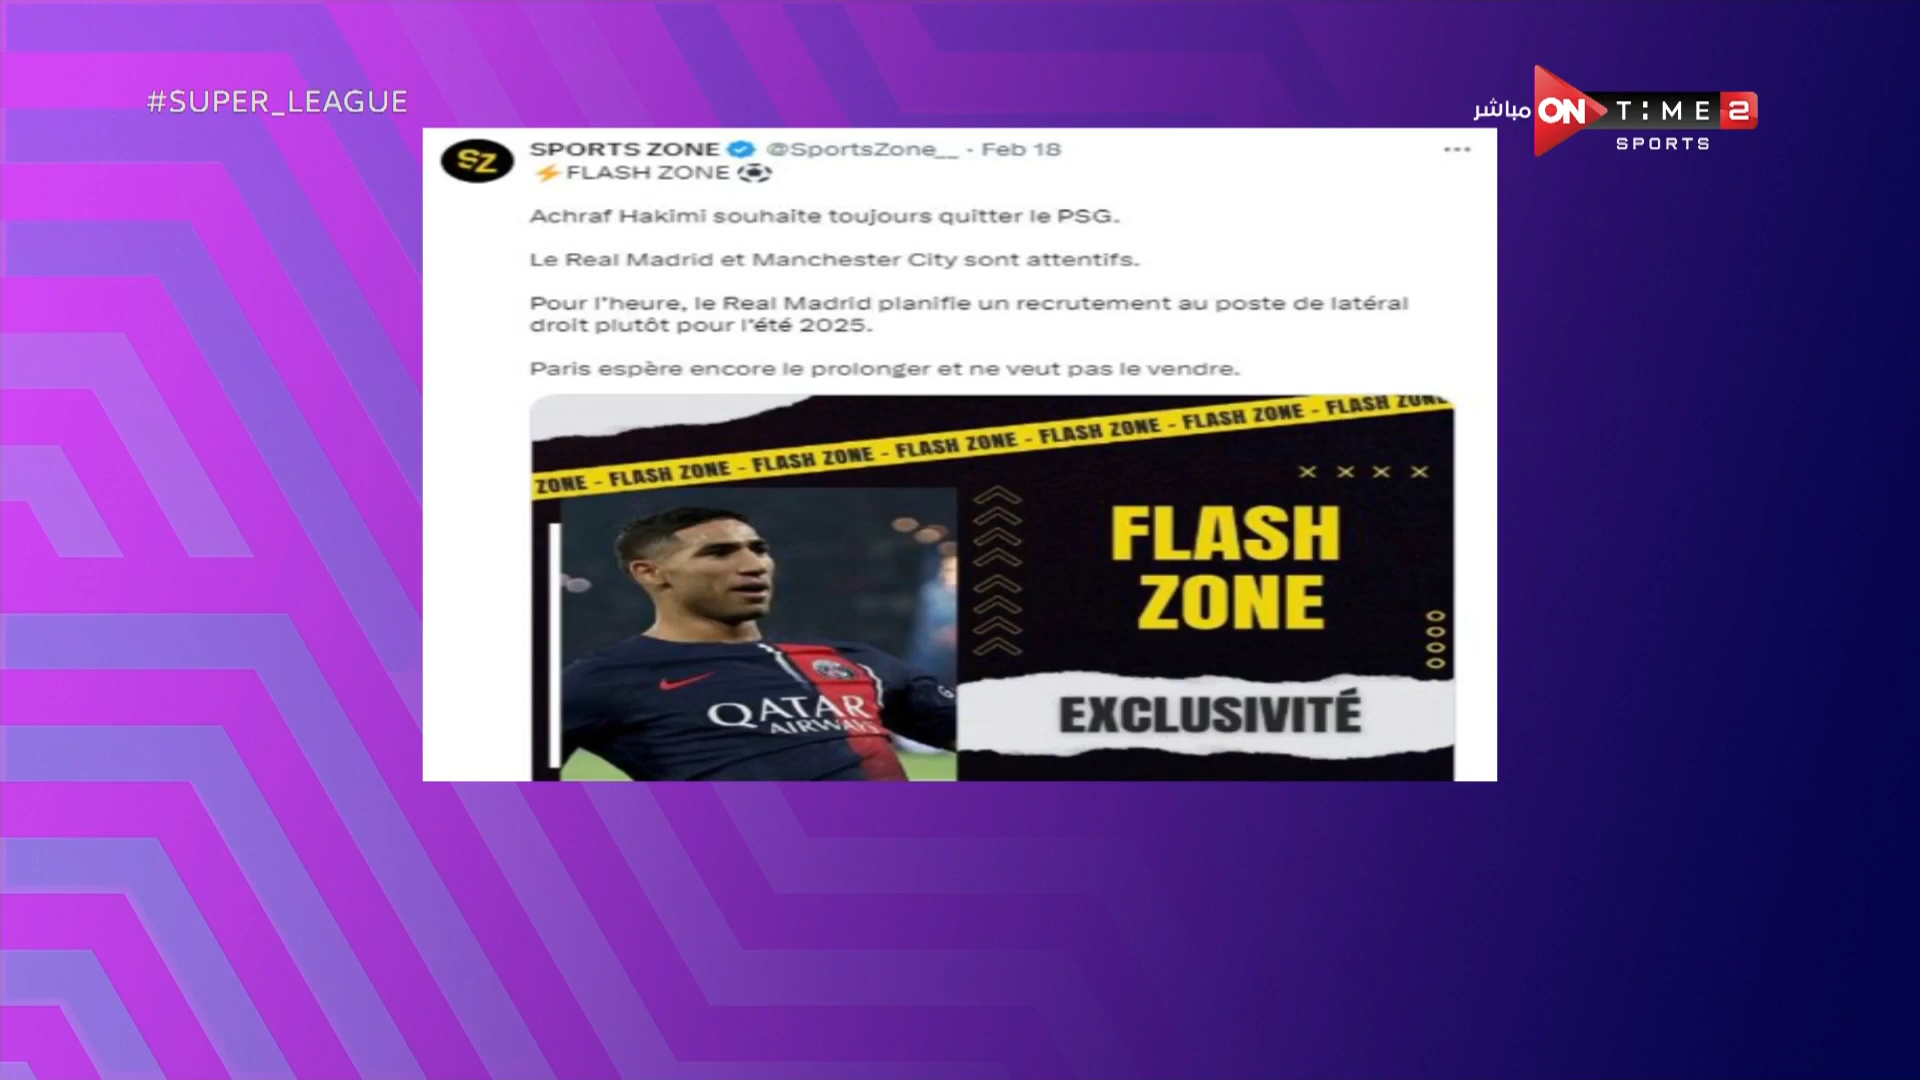 #SUPER_LEAGUE
مباشر ON TIME 2
SPORTS
SZ SPORTS ZONE @SportsZone__ · Feb 18
⚡FLASH ZONE ⚽
Achraf Hakimi souhaite toujours quitter le PSG.
Le Real Madrid et Manchester City sont attentifs.
Pour l'heure, le Real Madrid planifie un recrutement au poste de latéral
droit plutôt pour l'été 2025.
Paris espère encore le prolonger et ne veut pas le vendre.
ZONE - FLASH ZONE - FLASH ZONE - FLASH ZONE - FLASH ZONE - FLASH ZONE - FLASH ZONE
FLASH
ZONE
EXCLUSIVITÉ
QATAR
AIRWAYS